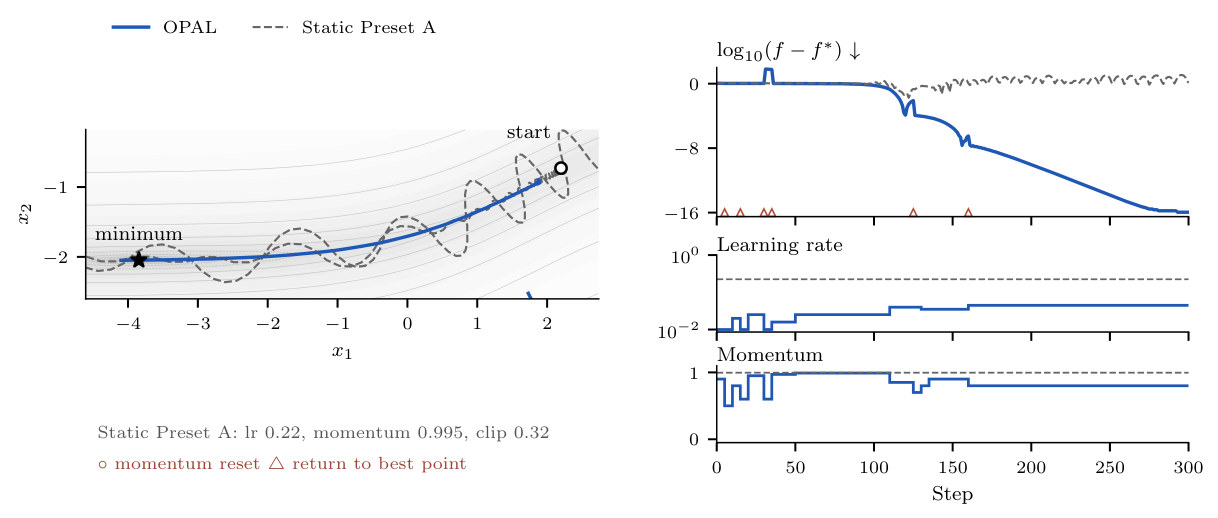 OPAL
Static Preset A
start
minimum
−1
−2
x₂
−4 −3 −2 −1 0 1 2
x₁
Static Preset A: lr 0.22, momentum 0.995, clip 0.32
○ momentum reset △ return to best point
log₁₀(f − f*) ↓
0
−8
−16
Learning rate
10⁰
10⁻²
Momentum
1
0
0 50 100 150 200 250 300
Step